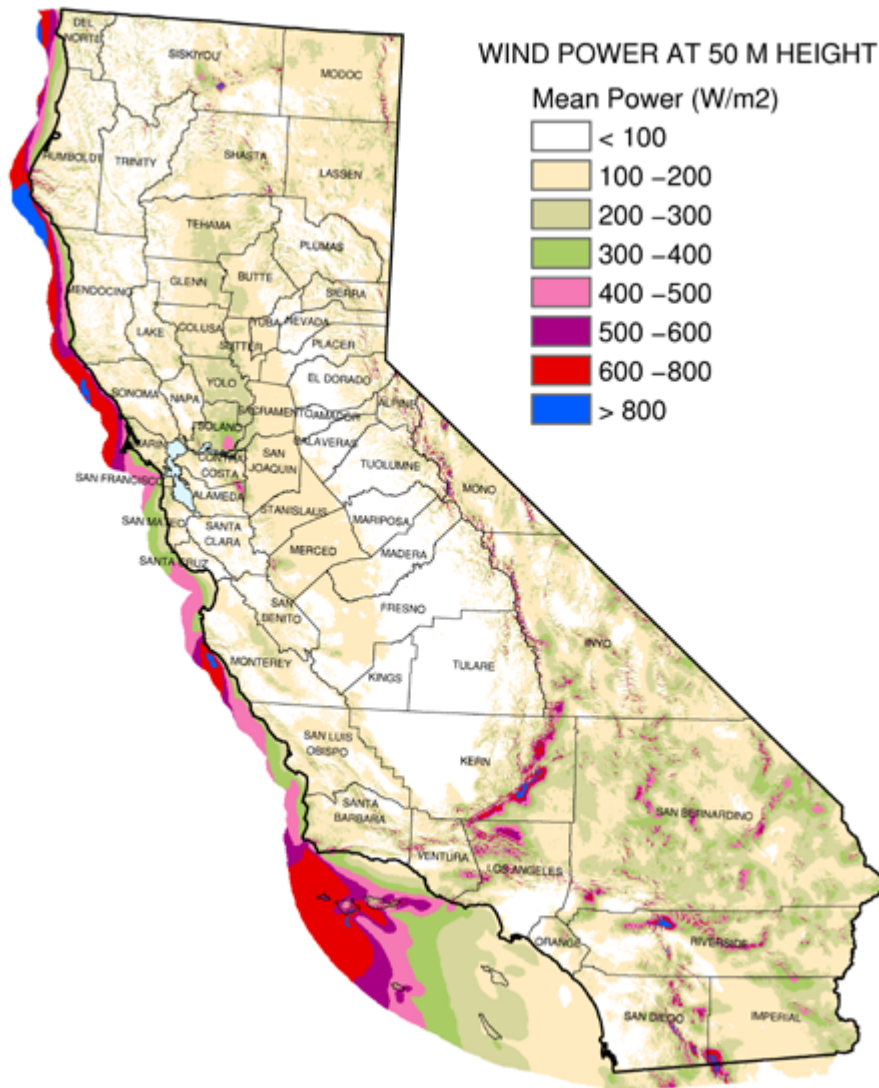 WIND POWER AT 50 M HEIGHT
Mean Power (W/m2)
< 100
100 −200
200 −300
300 −400
400 −500
500 −600
600 −800
> 800
DEL
NORTE
SISKIYOU
MODOC
HUMBOLDT
TRINITY
SHASTA
LASSEN
TEHAMA
PLUMAS
MENDOCINO
GLENN
BUTTE
SIERRA
LAKE
COLUSA
SUTTER
YUBA
NEVADA
PLACER
SONOMA
NAPA
YOLO
EL DORADO
SOLANO
SACRAMENTO
AMADOR
ALPINE
MARIN
CONTRA
COSTA
SAN
JOAQUIN
CALAVERAS
TUOLUMNE
SAN FRANCISCO
ALAMEDA
MONO
SAN MATEO
SANTA
CLARA
STANISLAUS
MARIPOSA
SANTA CRUZ
MERCED
MADERA
SAN
BENITO
FRESNO
MONTEREY
KINGS
TULARE
INYO
SAN LUIS
OBISPO
KERN
SANTA
BARBARA
VENTURA
LOS ANGELES
SAN BERNARDINO
ORANGE
RIVERSIDE
SAN DIEGO
IMPERIAL